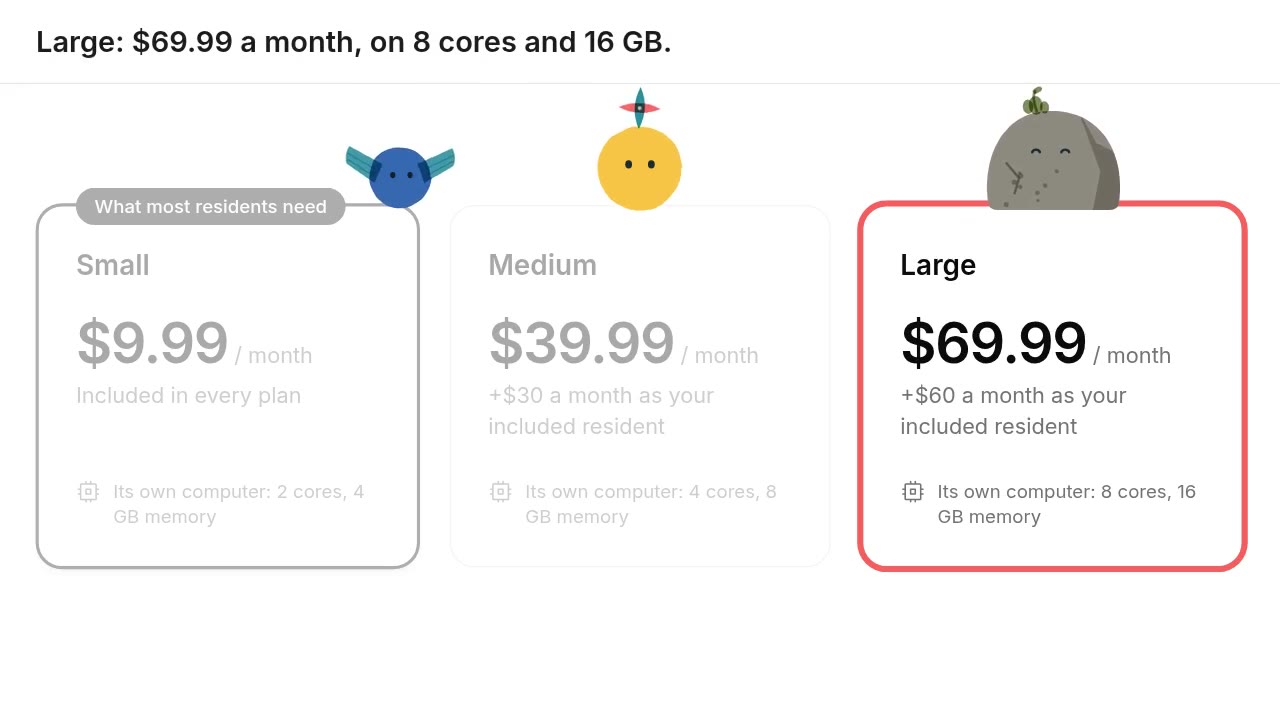 Large: $69.99 a month, on 8 cores and 16 GB.
What most residents need
Small
$9.99 / month
Included in every plan
Its own computer: 2 cores, 4
GB memory
Medium
$39.99 / month
+$30 a month as your
included resident
Its own computer: 4 cores, 8
GB memory
Large
$69.99 / month
+$60 a month as your
included resident
Its own computer: 8 cores, 16
GB memory